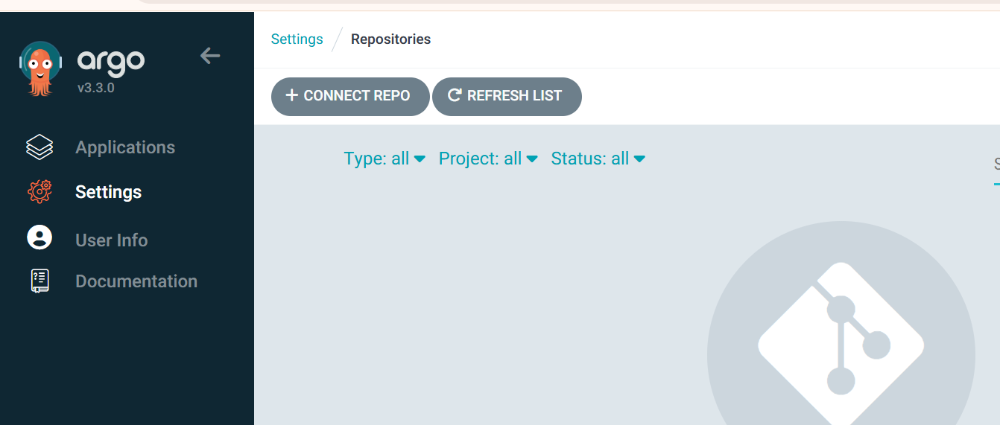 Settings / Repositories
argo
v3.3.0
CONNECT REPO REFRESH LIST
Applications
Type: all Project: all Status: all
Settings
User Info
Documentation